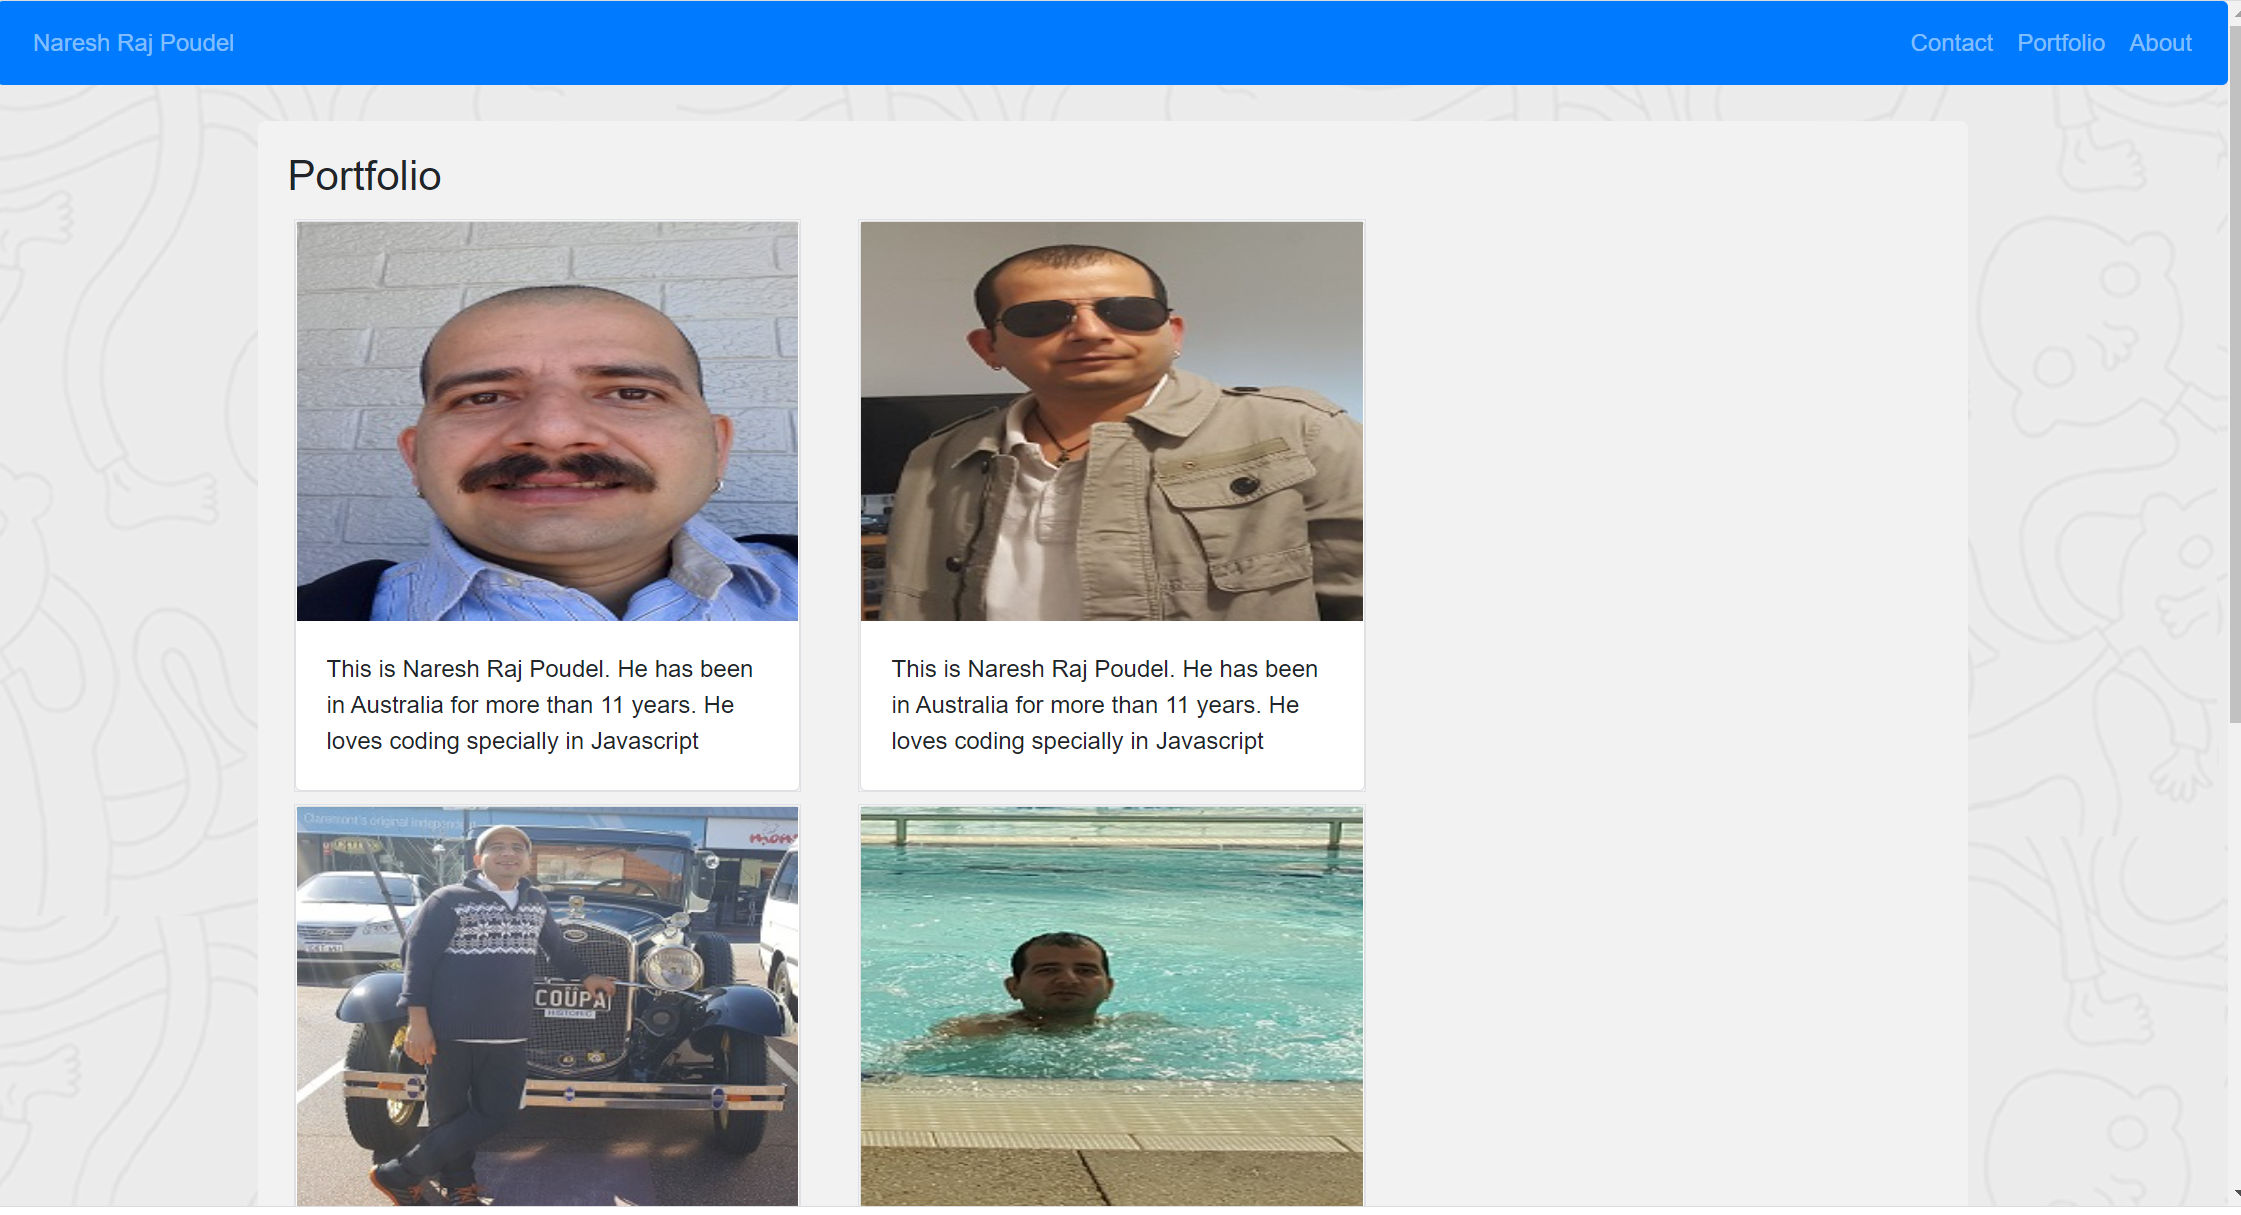 Naresh Raj Poudel
Contact Portfolio About
Portfolio
This is Naresh Raj Poudel. He has been
in Australia for more than 11 years. He
loves coding specially in Javascript
This is Naresh Raj Poudel. He has been
in Australia for more than 11 years. He
loves coding specially in Javascript
Claremont's original
COUPA
HISTORIC